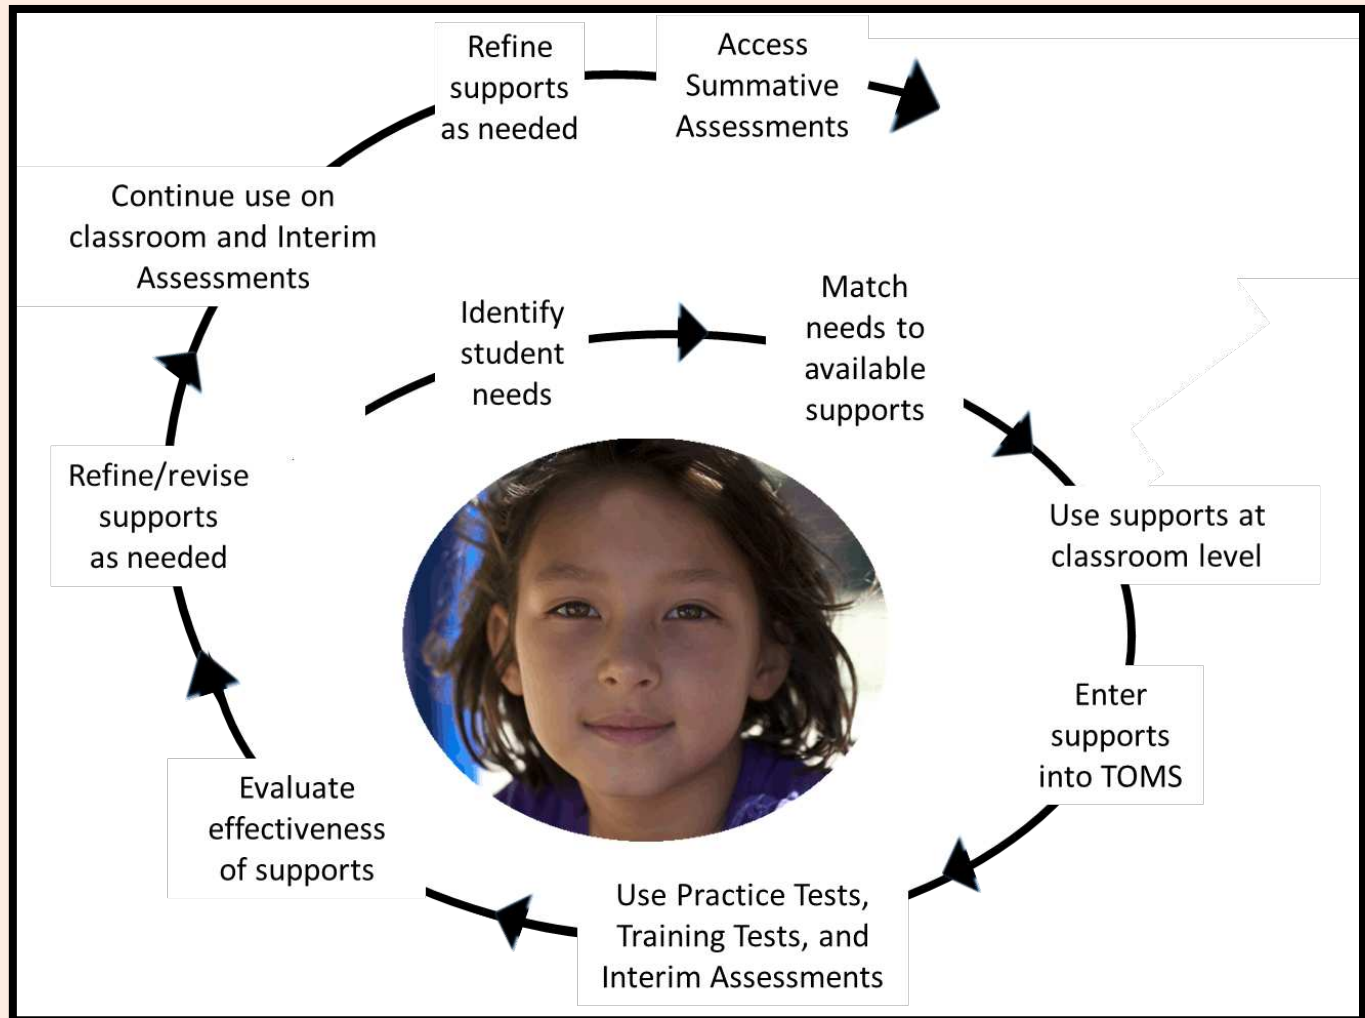 Refine
supports
as needed
Access
Summative
Assessments
Continue use on
classroom and Interim
Assessments
Identify
student
needs
Match
needs to
available
supports
Use supports at
classroom level
Enter
supports
into TOMS
Use Practice Tests,
Training Tests, and
Interim Assessments
Evaluate
effectiveness
of supports
Refine/revise
supports
as needed